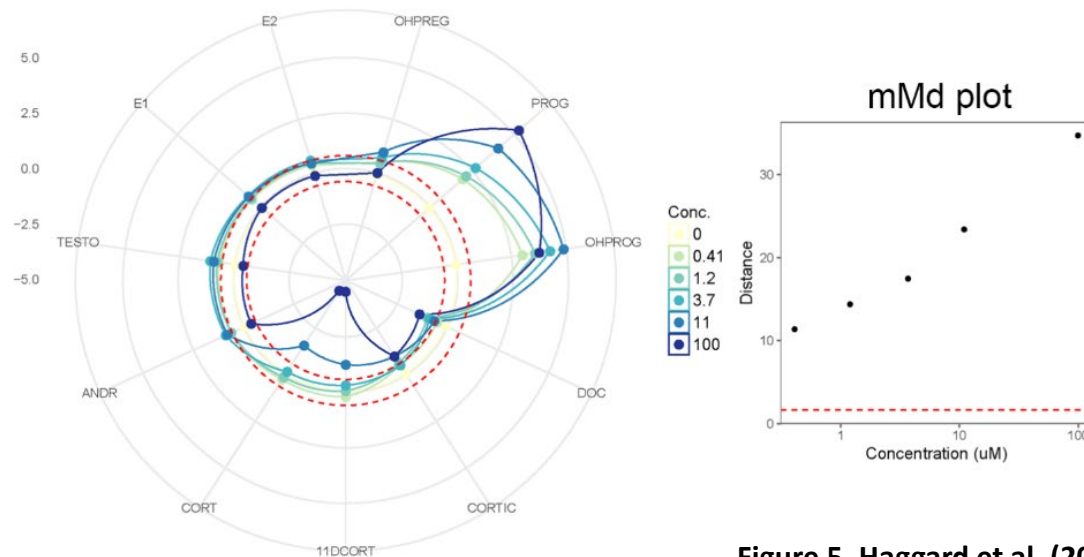 E2
OHPREG
5.0
2.5
0.0
−2.5
−5.0
E1
PROG
TESTO
OHPROG
ANDR
DOC
CORT
CORTIC
11DCORT
Conc.
0
0.41
1.2
3.7
11
100
mMd plot
Distance
30
20
10
0
1
10
100
Concentration (uM)
Figure 5, Haggard et al. (20